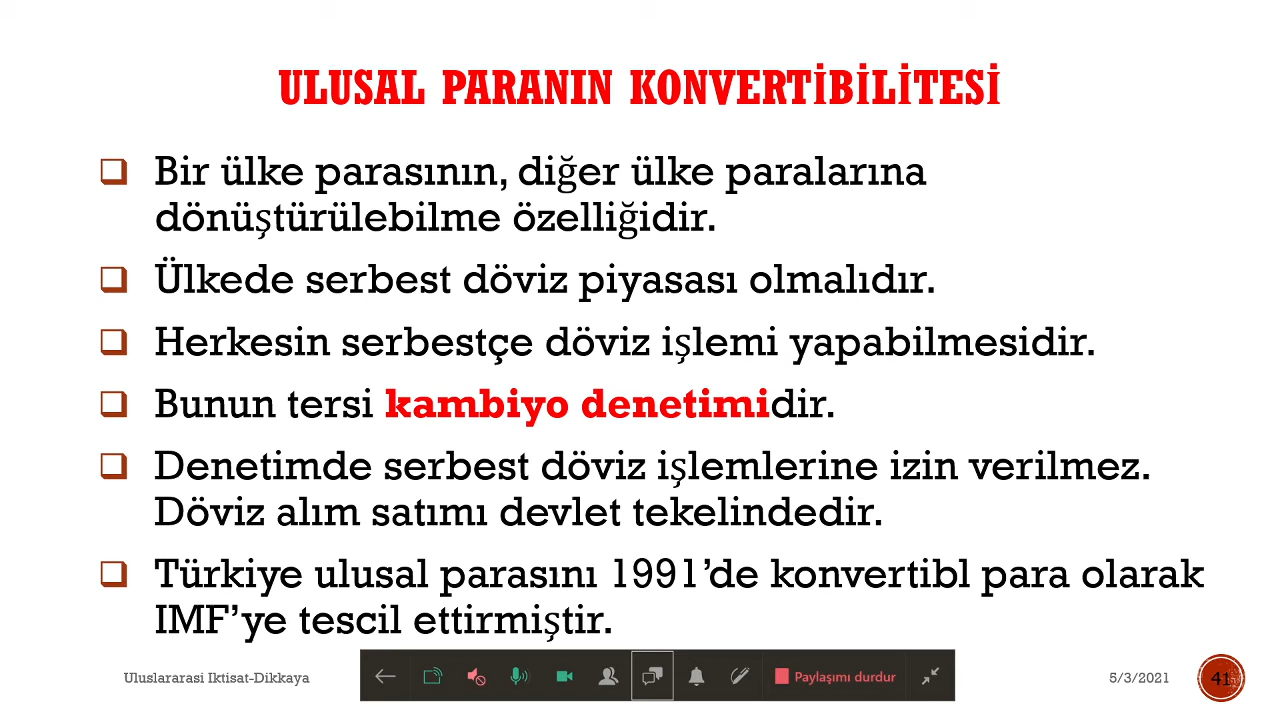 ULUSAL PARANIN KONVERTİBİLİTESİ
Bir ülke parasının, diğer ülke paralarına
dönüştürülebilme özelliğidir.
Ülkede serbest döviz piyasası olmalıdır.
Herkesin serbestçe döviz işlemi yapabilmesidir.
Bunun tersi kambiyo denetimidir.
Denetimde serbest döviz işlemlerine izin verilmez.
Döviz alım satımı devlet tekelindedir.
Türkiye ulusal parasını 1991’de konvertibl para olarak
IMF’ye tescil ettirmiştir.
Uluslararasi Iktisat-Dikkaya
Paylaşımı durdur
5/3/2021
41